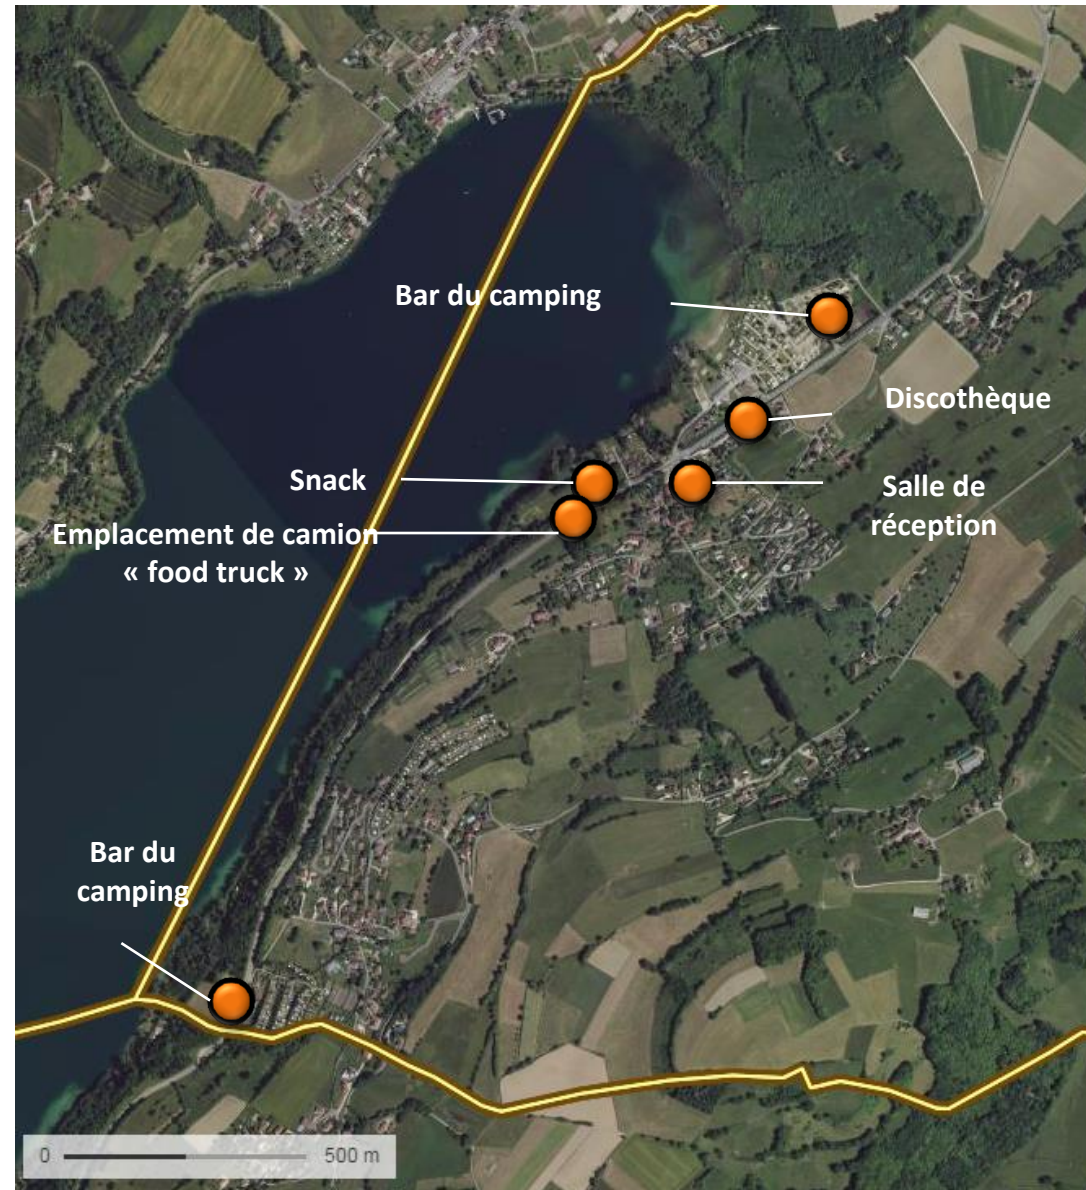 Bar du camping
Discothèque
Snack
Salle de
réception
Emplacement de camion
« food truck »
Bar du
camping
0 500 m